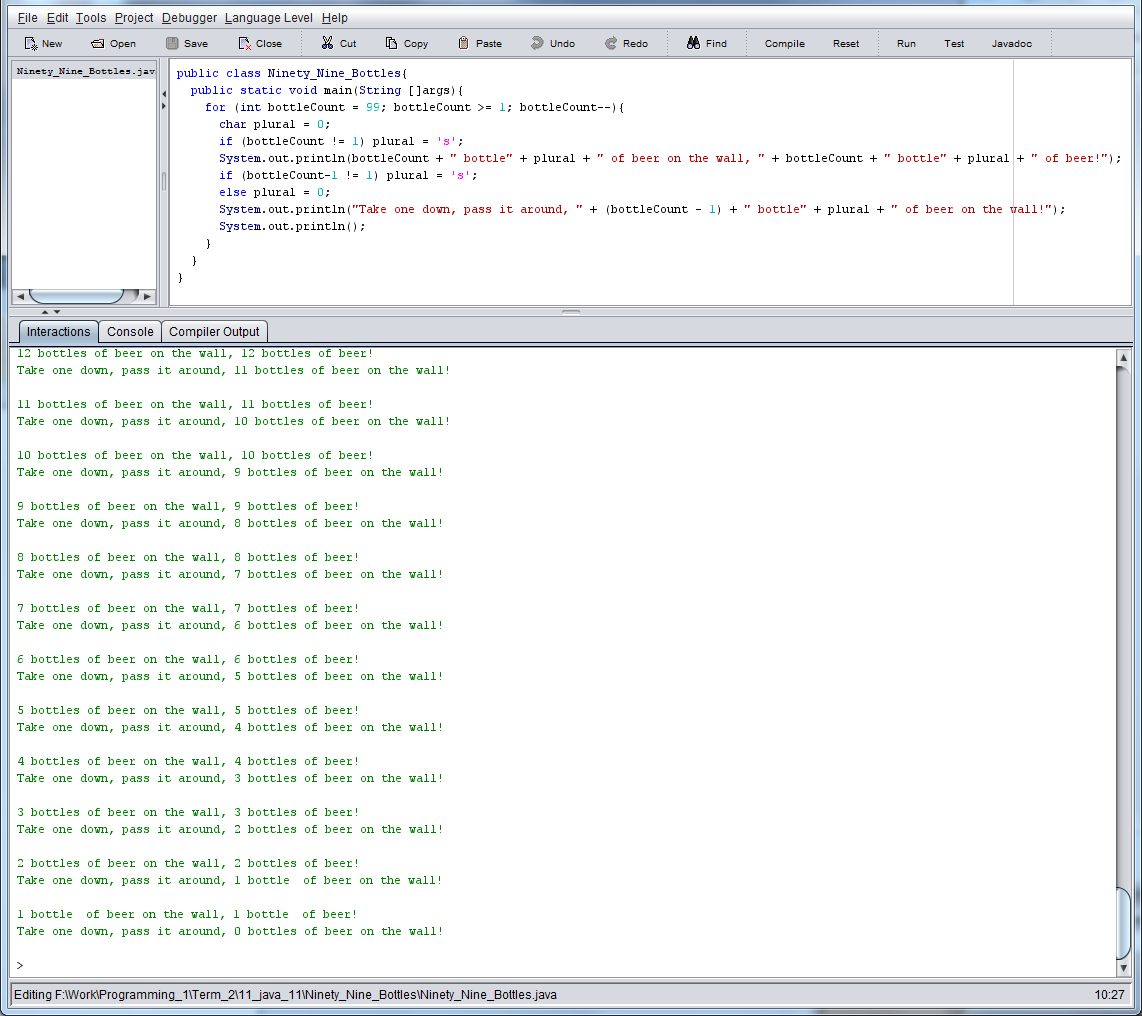 File Edit Tools Project Debugger Language Level Help
New Open Save Close Cut Copy Paste Undo Redo Find Compile Reset Run Test Javadoc
Ninety_Nine_Bottles.jav
public class Ninety_Nine_Bottles{
public static void main(String []args){
for (int bottleCount = 99; bottleCount >= 1; bottleCount--){
char plural = 0;
if (bottleCount != 1) plural = 's';
System.out.println(bottleCount + " bottle" + plural + " of beer on the wall, " + bottleCount + " bottle" + plural + " of beer!");
if (bottleCount-1 != 1) plural = 's';
else plural = 0;
System.out.println("Take one down, pass it around, " + (bottleCount - 1) + " bottle" + plural + " of beer on the wall!");
System.out.println();
}
}
}
Interactions Console Compiler Output
12 bottles of beer on the wall, 12 bottles of beer!
Take one down, pass it around, 11 bottles of beer on the wall!
11 bottles of beer on the wall, 11 bottles of beer!
Take one down, pass it around, 10 bottles of beer on the wall!
10 bottles of beer on the wall, 10 bottles of beer!
Take one down, pass it around, 9 bottles of beer on the wall!
9 bottles of beer on the wall, 9 bottles of beer!
Take one down, pass it around, 8 bottles of beer on the wall!
8 bottles of beer on the wall, 8 bottles of beer!
Take one down, pass it around, 7 bottles of beer on the wall!
7 bottles of beer on the wall, 7 bottles of beer!
Take one down, pass it around, 6 bottles of beer on the wall!
6 bottles of beer on the wall, 6 bottles of beer!
Take one down, pass it around, 5 bottles of beer on the wall!
5 bottles of beer on the wall, 5 bottles of beer!
Take one down, pass it around, 4 bottles of beer on the wall!
4 bottles of beer on the wall, 4 bottles of beer!
Take one down, pass it around, 3 bottles of beer on the wall!
3 bottles of beer on the wall, 3 bottles of beer!
Take one down, pass it around, 2 bottles of beer on the wall!
2 bottles of beer on the wall, 2 bottles of beer!
Take one down, pass it around, 1 bottle  of beer on the wall!
1 bottle  of beer on the wall, 1 bottle  of beer!
Take one down, pass it around, 0 bottles of beer on the wall!
>
Editing F:\Work\Programming_1\Term_2\11_java_11\Ninety_Nine_Bottles\Ninety_Nine_Bottles.java 10:27